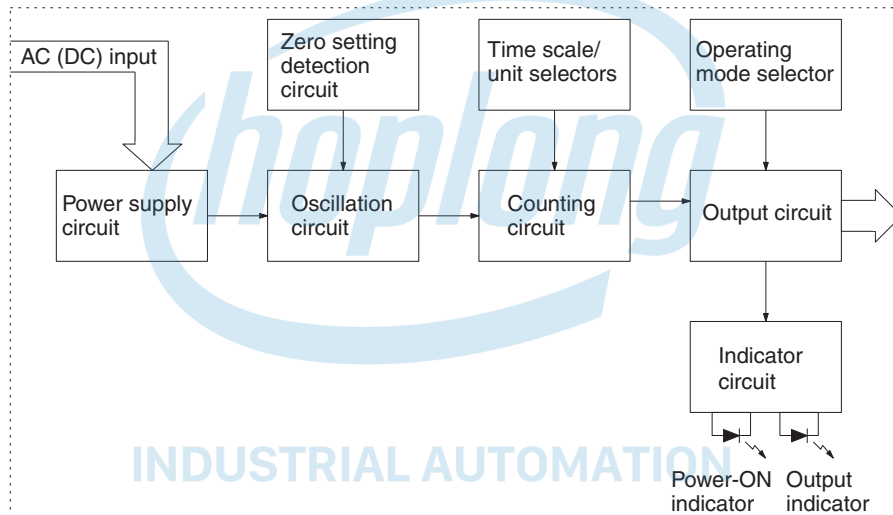 AC (DC) input
Zero setting
detection
circuit
Time scale/
unit selectors
Operating
mode selector
Power supply
circuit
Oscillation
circuit
Counting
circuit
Output circuit
Indicator
circuit
Power-ON
indicator
Output
indicator
hoplong
INDUSTRIAL AUTOMATION